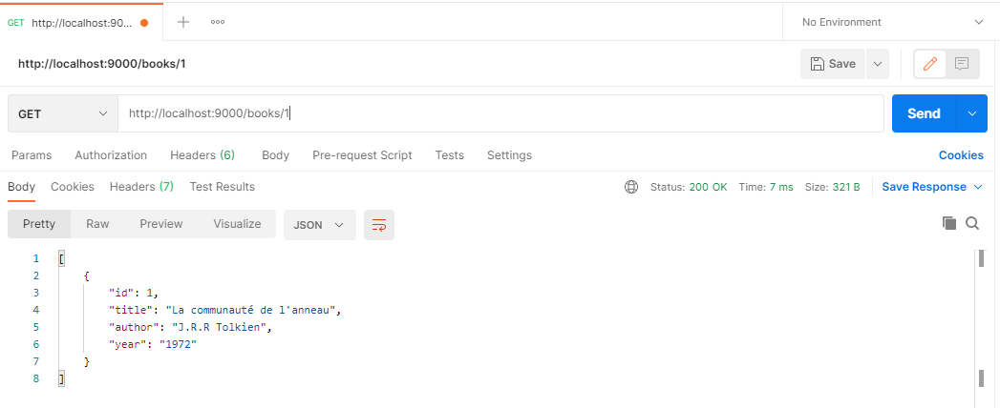 GET http://localhost:90...
No Environment
http://localhost:9000/books/1
Save
GET http://localhost:9000/books/1 Send
Params Authorization Headers (6) Body Pre-request Script Tests Settings Cookies
Body Cookies Headers (7) Test Results Status: 200 OK Time: 7 ms Size: 321 B Save Response
Pretty Raw Preview Visualize JSON
1 [
2 {
3 "id": 1,
4 "title": "La communauté de l'anneau",
5 "author": "J.R.R Tolkien",
6 "year": "1972"
7 }
8 ]